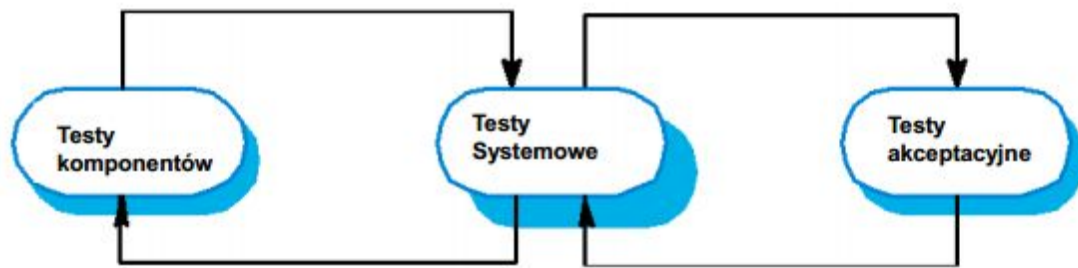 Testy
komponentów
Testy
Systemowe
Testy
akceptacyjne